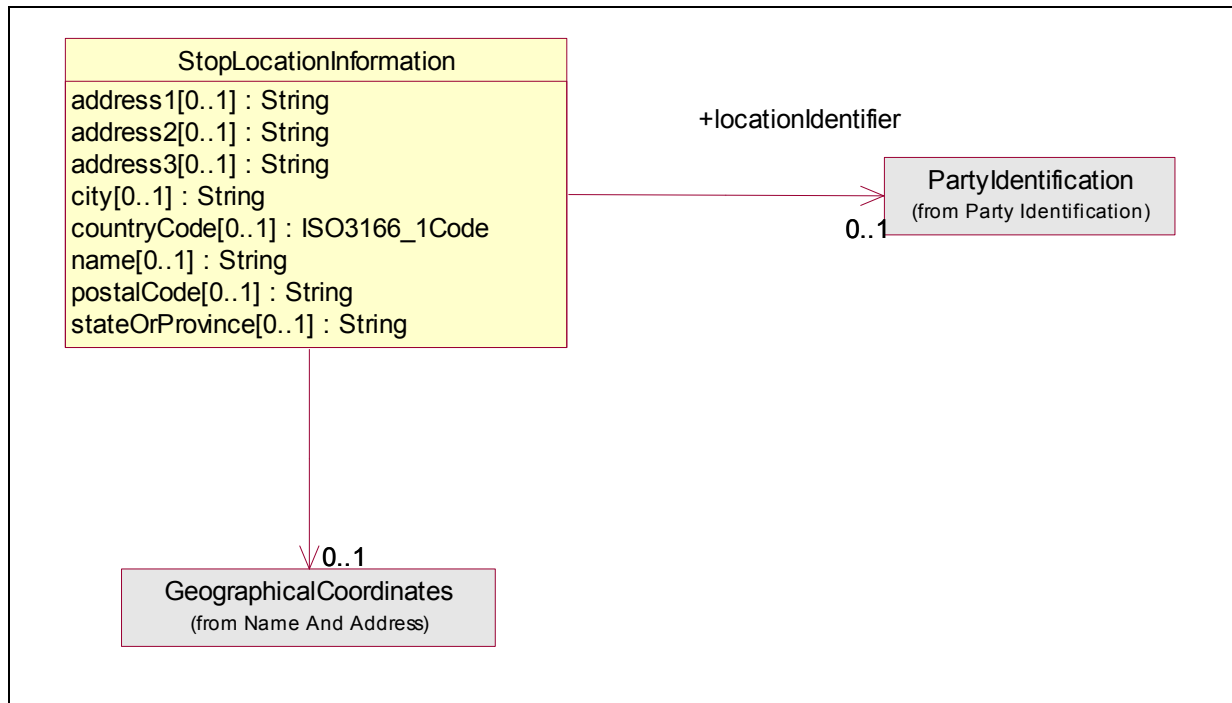 StopLocationInformation
address1[0..1] : String
address2[0..1] : String
address3[0..1] : String
city[0..1] : String
countryCode[0..1] : ISO3166_1Code
name[0..1] : String
postalCode[0..1] : String
stateOrProvince[0..1] : String
+locationIdentifier
PartyIdentification
(from Party Identification)
0..1
0..1
GeographicalCoordinates
(from Name And Address)